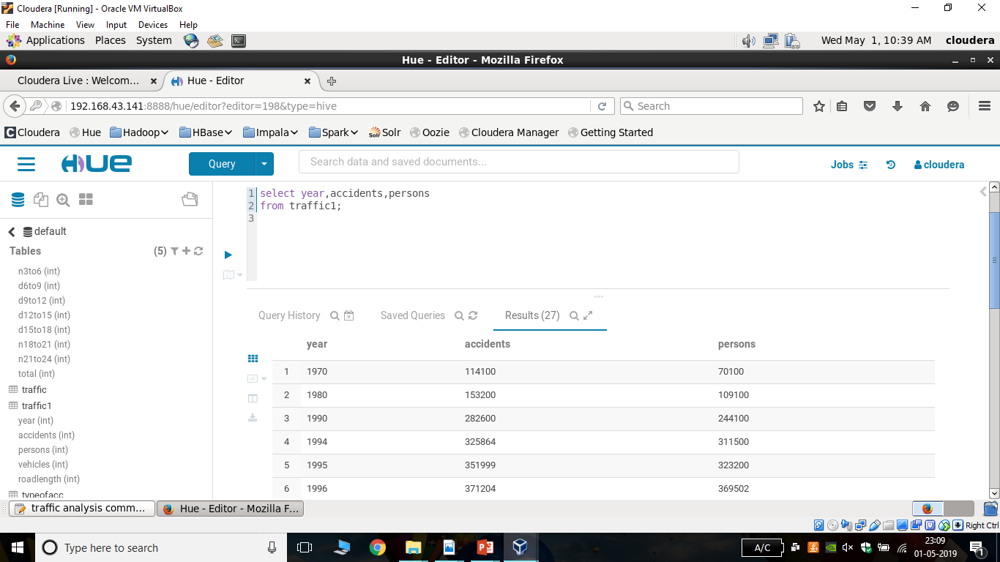 Cloudera [Running] - Oracle VM VirtualBox
File Machine View Input Devices Help
Applications Places System
Wed May 1, 10:39 AM cloudera
Hue - Editor - Mozilla Firefox
Cloudera Live : Welcom... Hue - Editor
192.168.43.141:8888/hue/editor?editor=198&type=hive
Search
Cloudera Hue Hadoop HBase Impala Spark Solr Oozie Cloudera Manager Getting Started
HUE
Query
Search data and saved documents...
Jobs
cloudera
default
Tables (5)
n3to6 (int)
d6to9 (int)
d9to12 (int)
d12to15 (int)
d15to18 (int)
n18to21 (int)
n21to24 (int)
total (int)
traffic
traffic1
year (int)
accidents (int)
persons (int)
vehicles (int)
roadlength (int)
typeofacc
1 select year,accidents,persons
2 from traffic1;
3
Query History Saved Queries Results (27)
year accidents persons
1 1970 114100 70100
2 1980 153200 109100
3 1990 282600 244100
4 1994 325864 311500
5 1995 351999 323200
6 1996 371204 369502
traffic analysis comm... Hue - Editor - Mozilla F...
Right Ctrl
Type here to search
A/C
23:09
01-05-2019
1